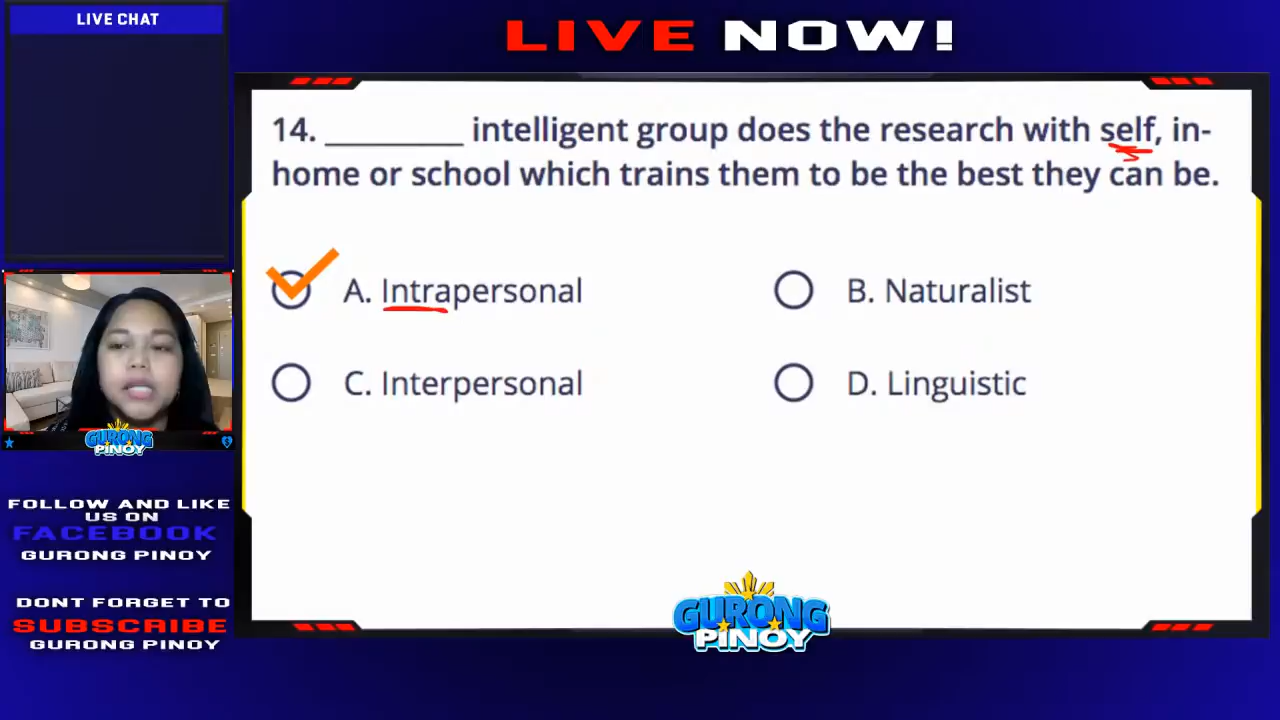 LIVE CHAT
LIVE NOW!
14. _________ intelligent group does the research with self, in-
home or school which trains them to be the best they can be.
A. Intrapersonal
B. Naturalist
C. Interpersonal
D. Linguistic
GURONG
PINOY
FOLLOW AND LIKE
US ON
FACEBOOK
GURONG PINOY
DONT FORGET TO
SUBSCRIBE
GURONG PINOY
GURONG
PINOY